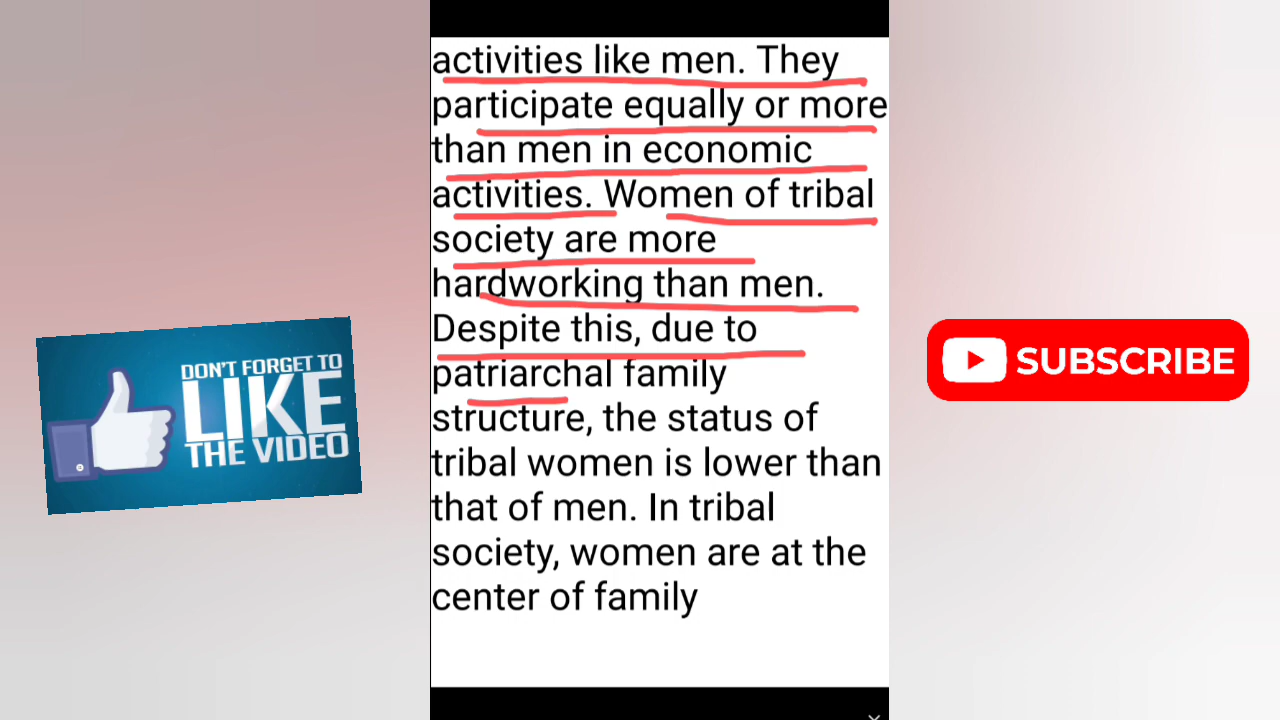 activities like men. They
participate equally or more
than men in economic
activities. Women of tribal
society are more
hardworking than men.
Despite this, due to
patriarchal family
structure, the status of
tribal women is lower than
that of men. In tribal
society, women are at the
center of family
DON'T FORGET TO
LIKE
THE VIDEO
SUBSCRIBE